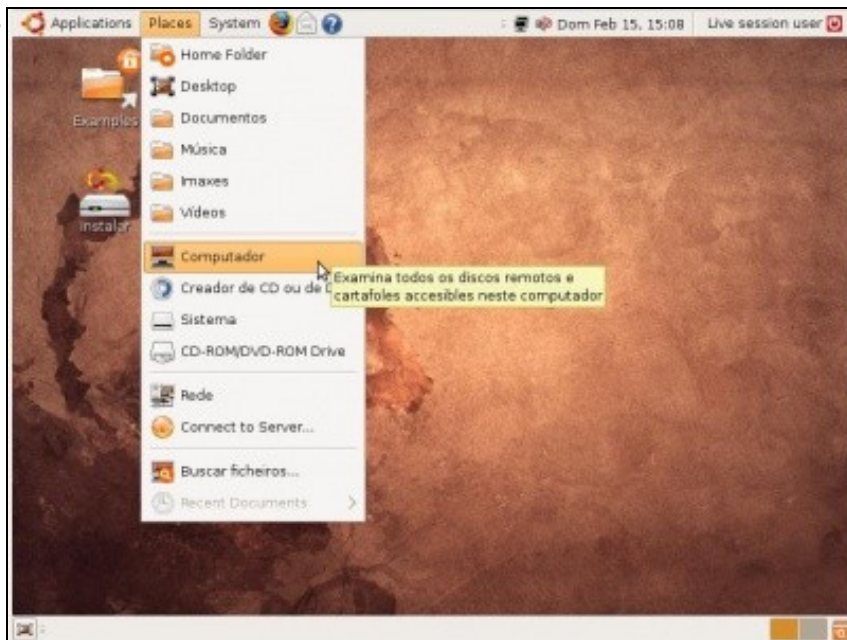 Applications Places System Dom Feb 15, 15:08 Live session user
Home Folder
Desktop
Documentos
Música
Imaxes
Vídeos
Computador
Creador de CD ou de
Sistema
CD-ROM/DVD-ROM Drive
Rede
Connect to Server...
Buscar ficheiros...
Recent Documents
Examina todos os discos remotos e
cartafoles accesibles neste computador
Examples
Instalar